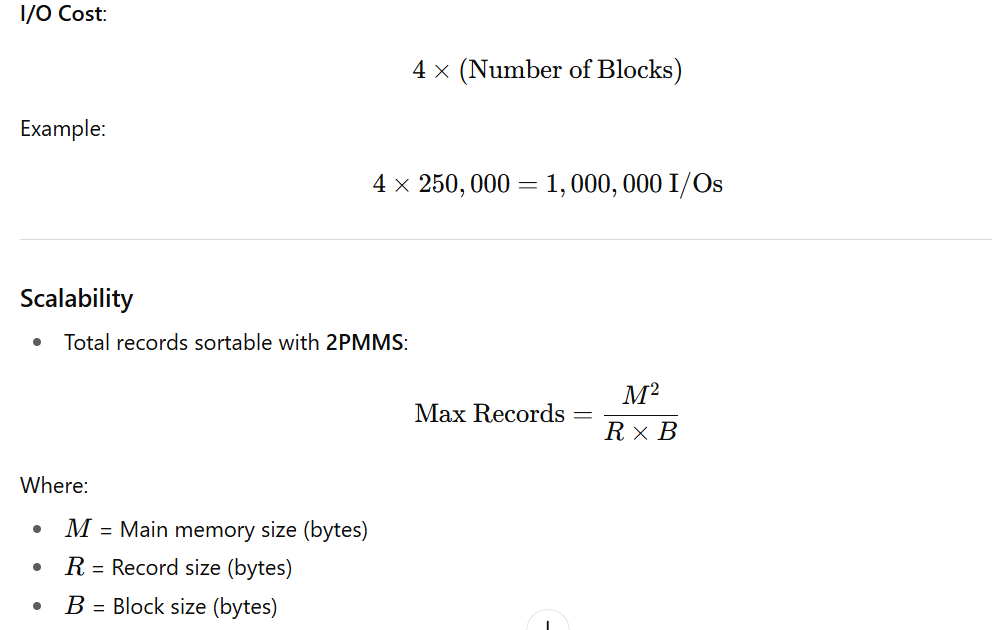 I/O Cost:
4 × (Number of Blocks)
Example:
4 × 250,000 = 1,000,000 I/Os
Scalability
• Total records sortable with 2PMMS:
Max Records = M² / (R × B)
Where:
• M = Main memory size (bytes)
• R = Record size (bytes)
• B = Block size (bytes)